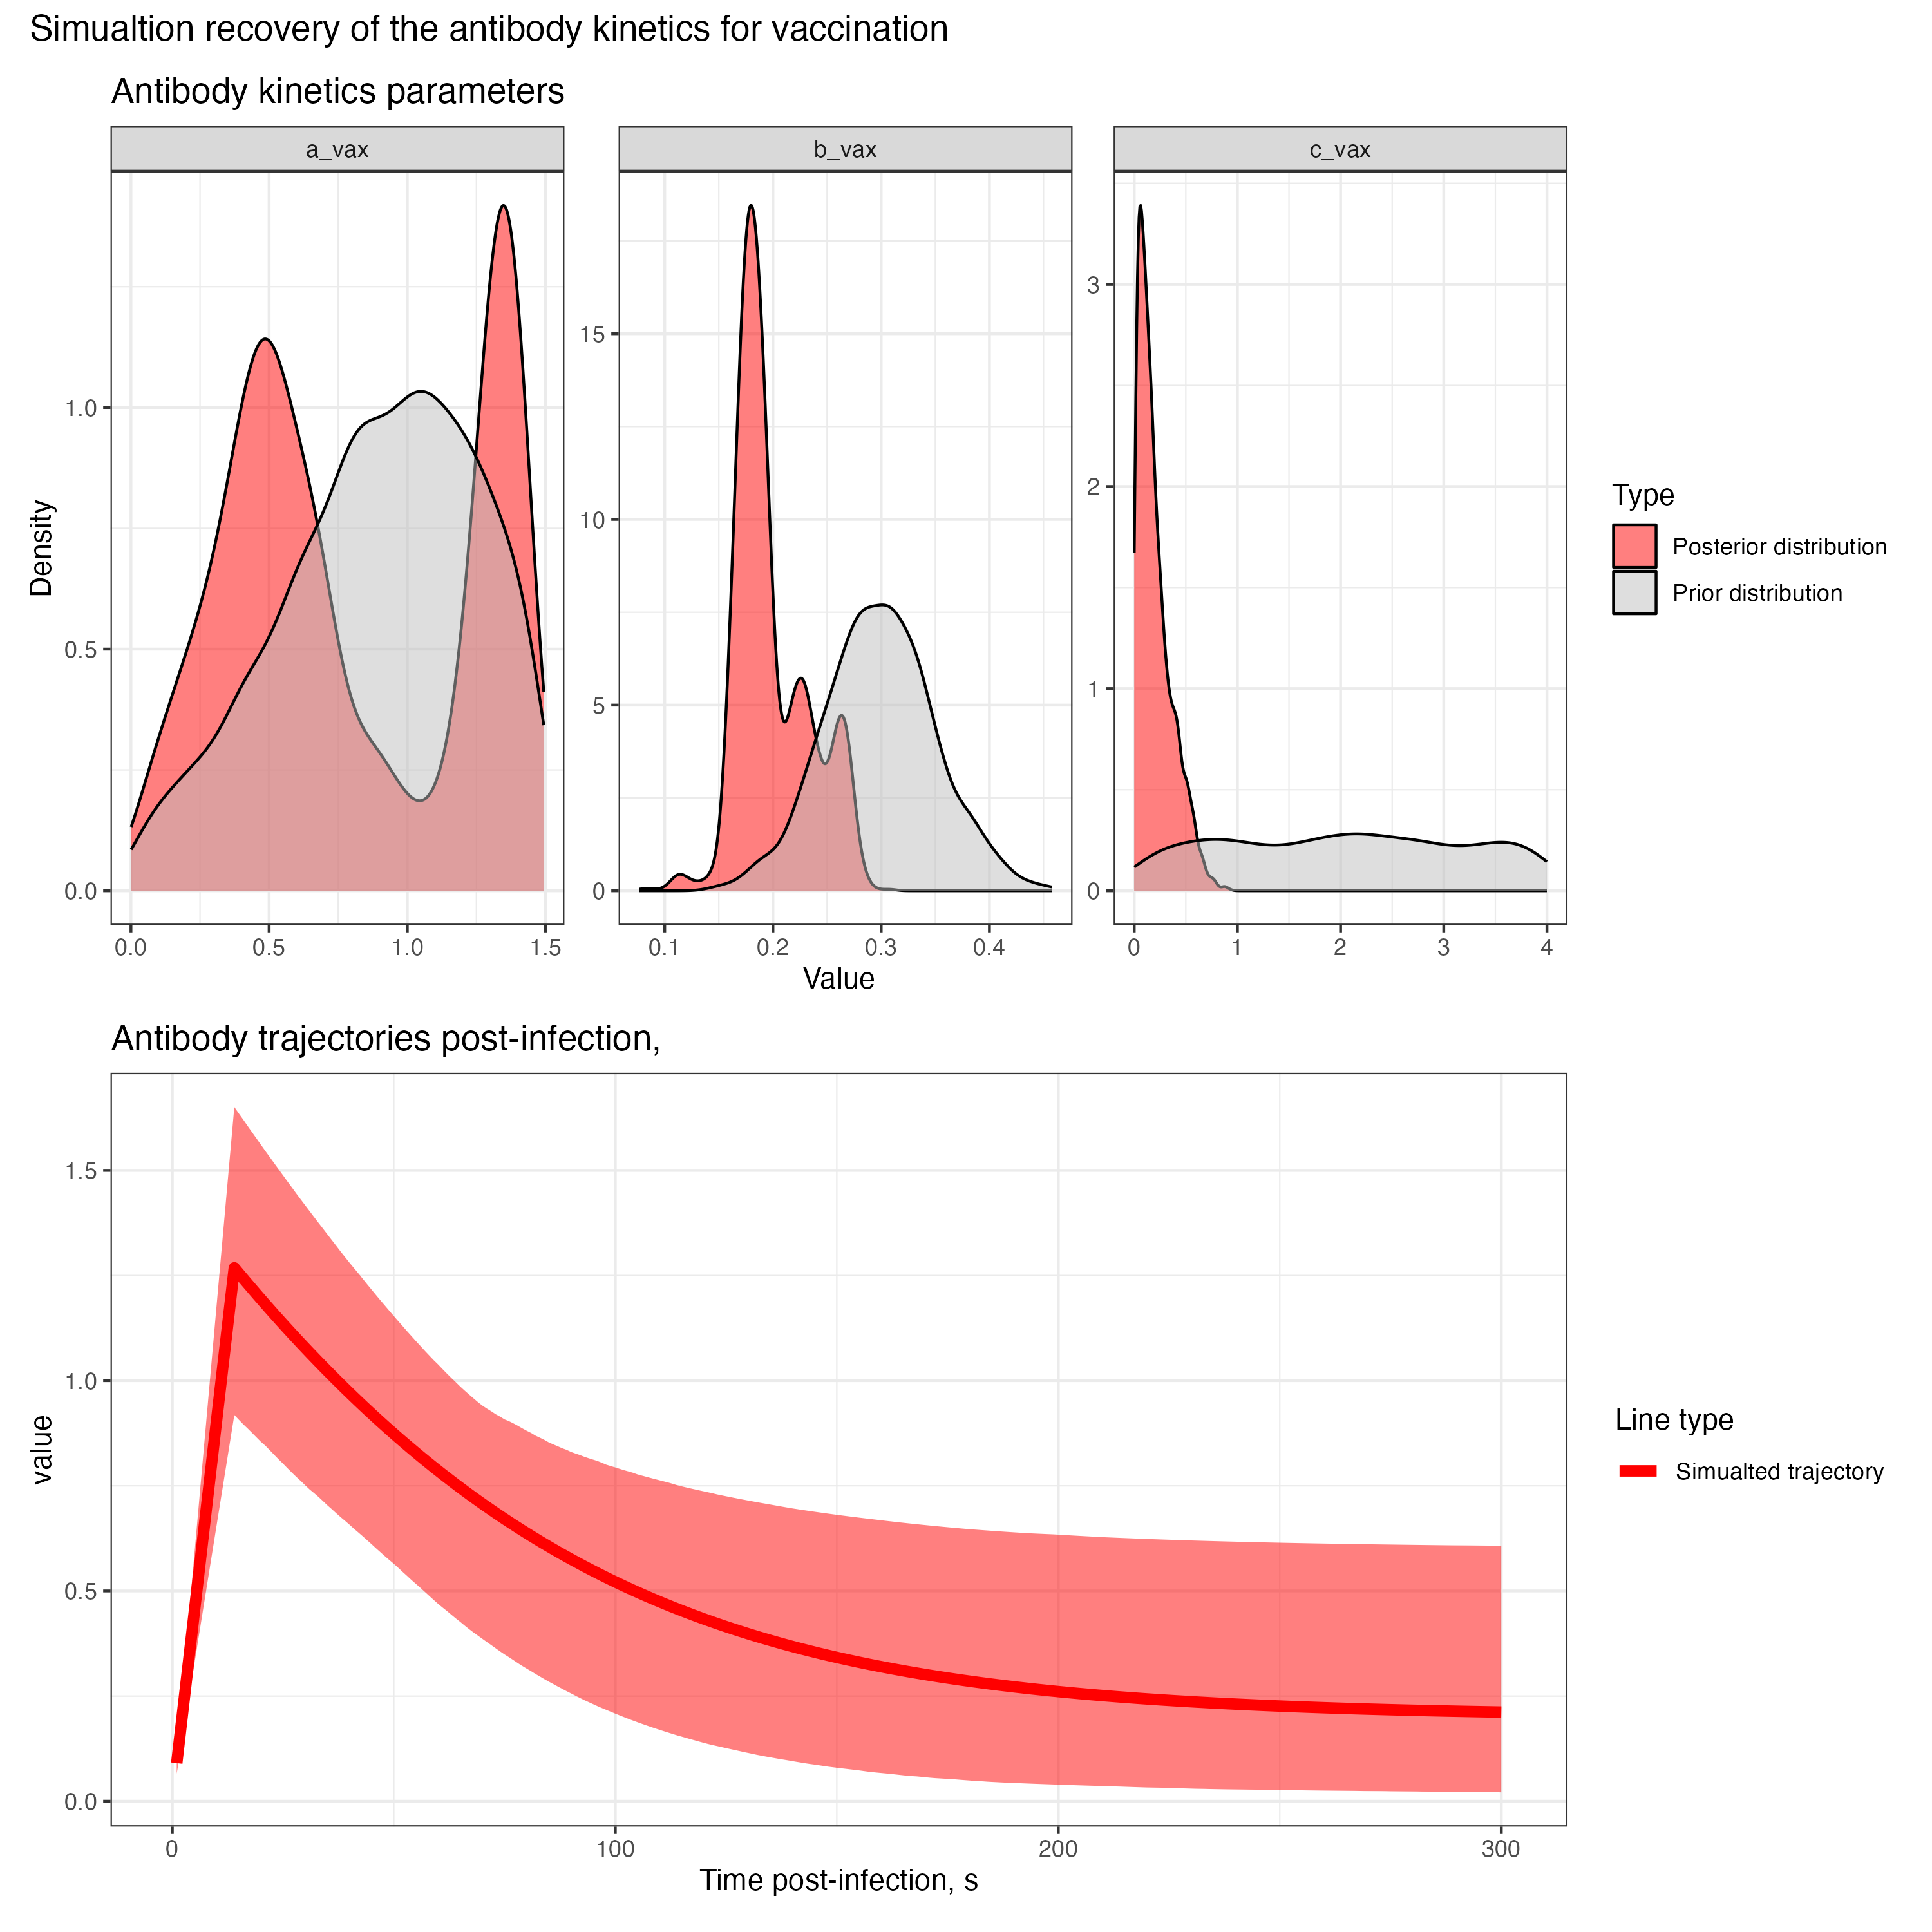 Simualtion recovery of the antibody kinetics for vaccination
Antibody kinetics parameters
a_vax
b_vax
c_vax
Density
1.0
0.5
0.0
0.0 0.5 1.0 1.5
15
10
5
0
0.1 0.2 0.3 0.4
3
2
1
0
0 1 2 3 4
Value
Type
Posterior distribution
Prior distribution
Antibody trajectories post-infection,
value
1.5
1.0
0.5
0.0
0 100 200 300
Time post-infection, s
Line type
Simualted trajectory